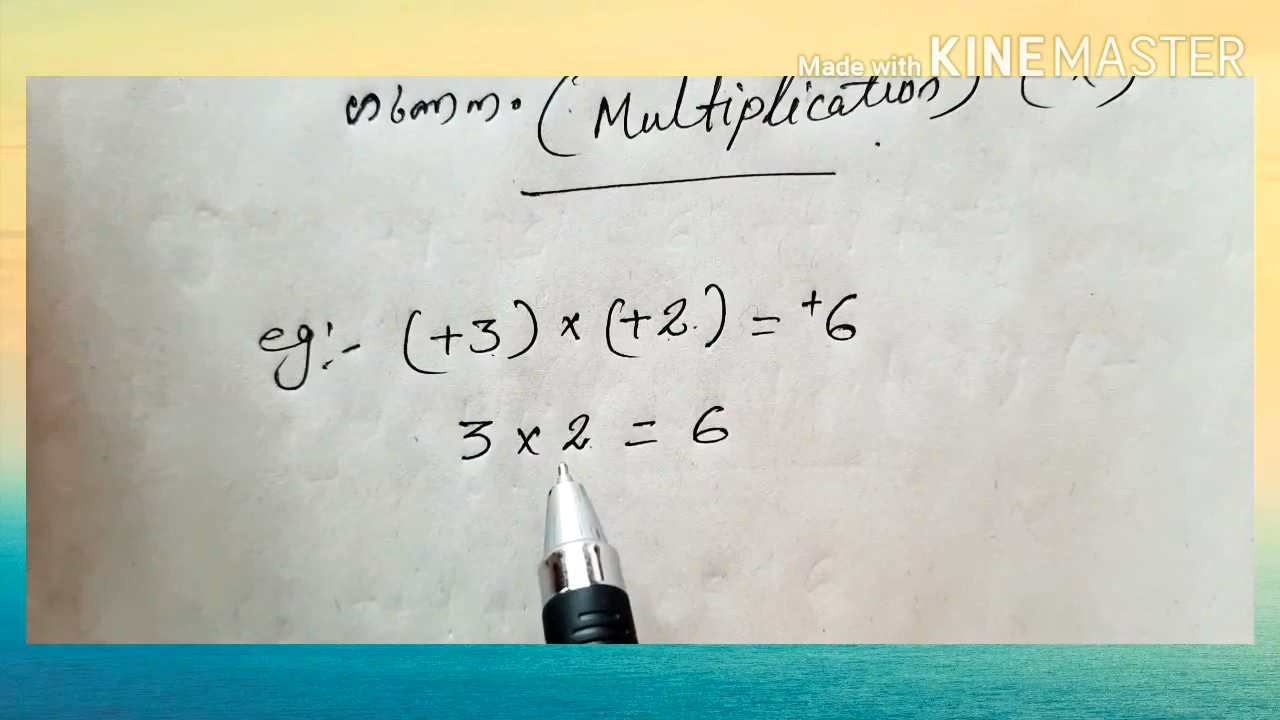 Made with KINEMASTER
ഗുണനം. (Multiplication) (×)
eg:- (+3) × (+2) = +6
3 × 2 = 6